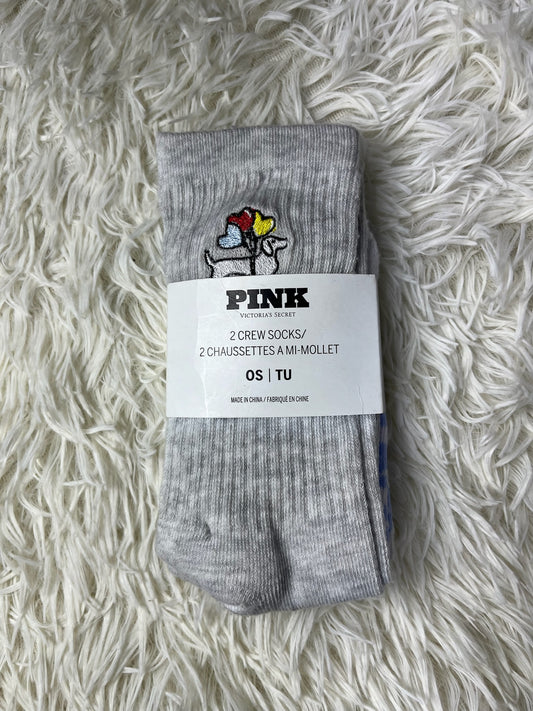 PINK
VICTORIA'S SECRET
2 CREW SOCKS/
2 CHAUSSETTES A MI-MOLLET
OS | TU
MADE IN CHINA / FABRIQUÉ EN CHINE